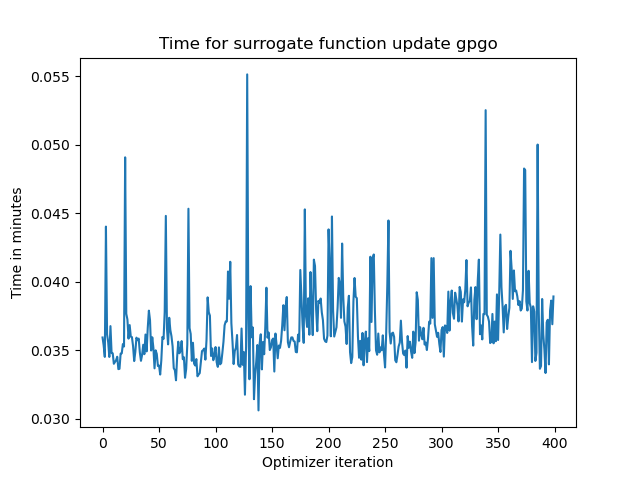 Time for surrogate function update gpgo
0.055
0.050
0.045
0.040
0.035
0.030
Time in minutes
0 50 100 150 200 250 300 350 400
Optimizer iteration